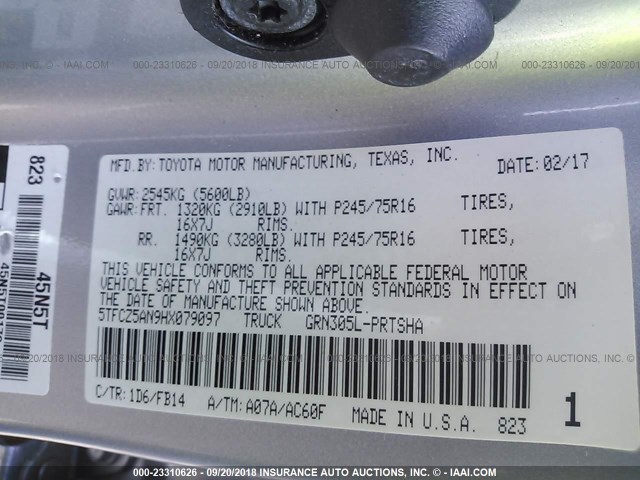 000-23310626 - 09/20/2018 INSURANCE AUTO AUCTIONS, INC. - © IAAI.COM
MFD.BY:TOYOTA MOTOR MANUFACTURING, TEXAS, INC. DATE:02/17
GVWR:2545KG (5600LB)
GAWR:FRT. 1320KG (2910LB) WITH P245/75R16 TIRES,
16X7J RIMS.
RR. 1490KG (3280LB) WITH P245/75R16 TIRES,
16X7J RIMS.
THIS VEHICLE CONFORMS TO ALL APPLICABLE FEDERAL MOTOR
VEHICLE SAFETY AND THEFT PREVENTION STANDARDS IN EFFECT ON
THE DATE OF MANUFACTURE SHOWN ABOVE.
5TFCZ5AN9HX079097 TRUCK GRN305L-PRTSHA
C/TR:1D6/FB14 A/TM:A07A/AC60F MADE IN U.S.A. 823
1
823
45N5T
000-23310626 - 09/20/2018 INSURANCE AUTO AUCTIONS, INC. - © IAAI.COM